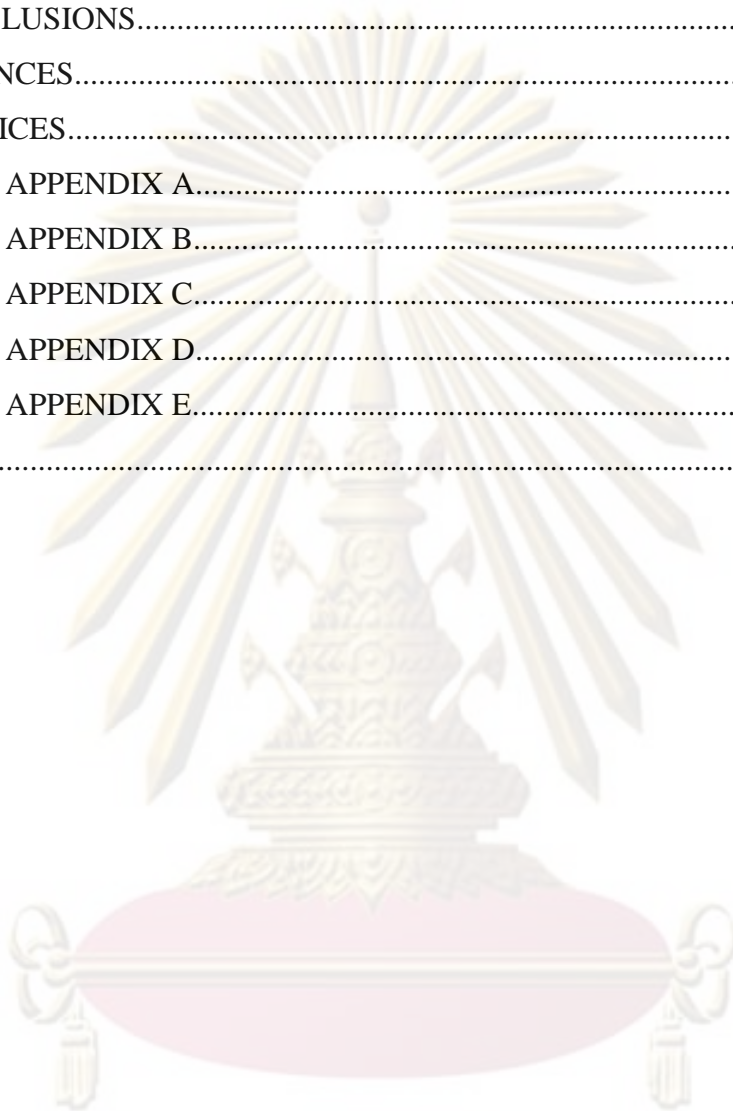 LUSIONS................................................................................
NCES........................................................................................
ICES.........................................................................................
APPENDIX A....................................................................
APPENDIX B....................................................................
APPENDIX C....................................................................
APPENDIX D....................................................................
APPENDIX E....................................................................
..................................................................................................